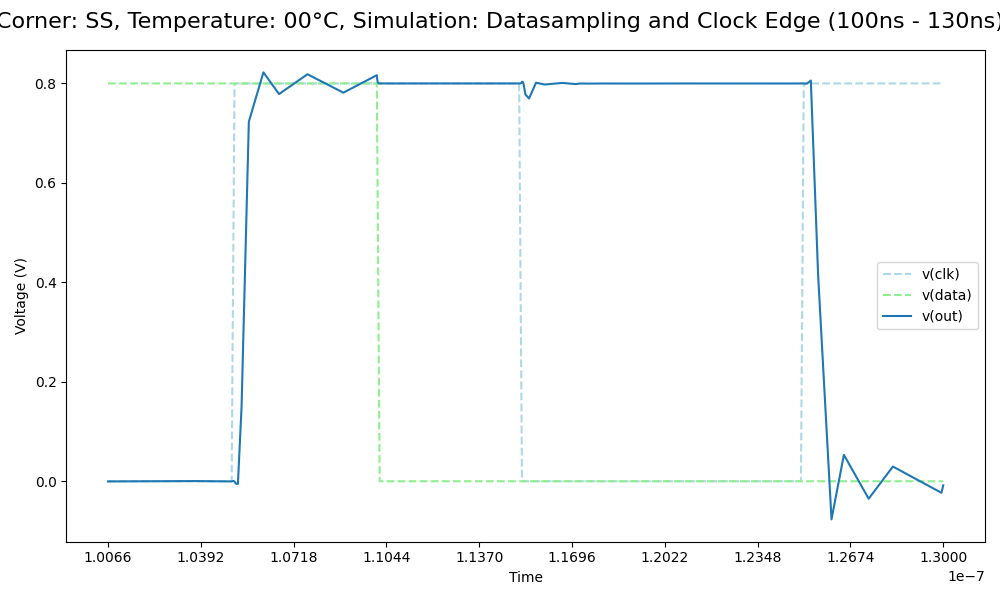 Corner: SS, Temperature: 00°C, Simulation: Datasampling and Clock Edge (100ns - 130ns)
0.8
0.6
0.4
0.2
0.0
Voltage (V)
v(clk)
v(data)
v(out)
1.0066 1.0392 1.0718 1.1044 1.1370 1.1696 1.2022 1.2348 1.2674 1.3000
1e−7
Time